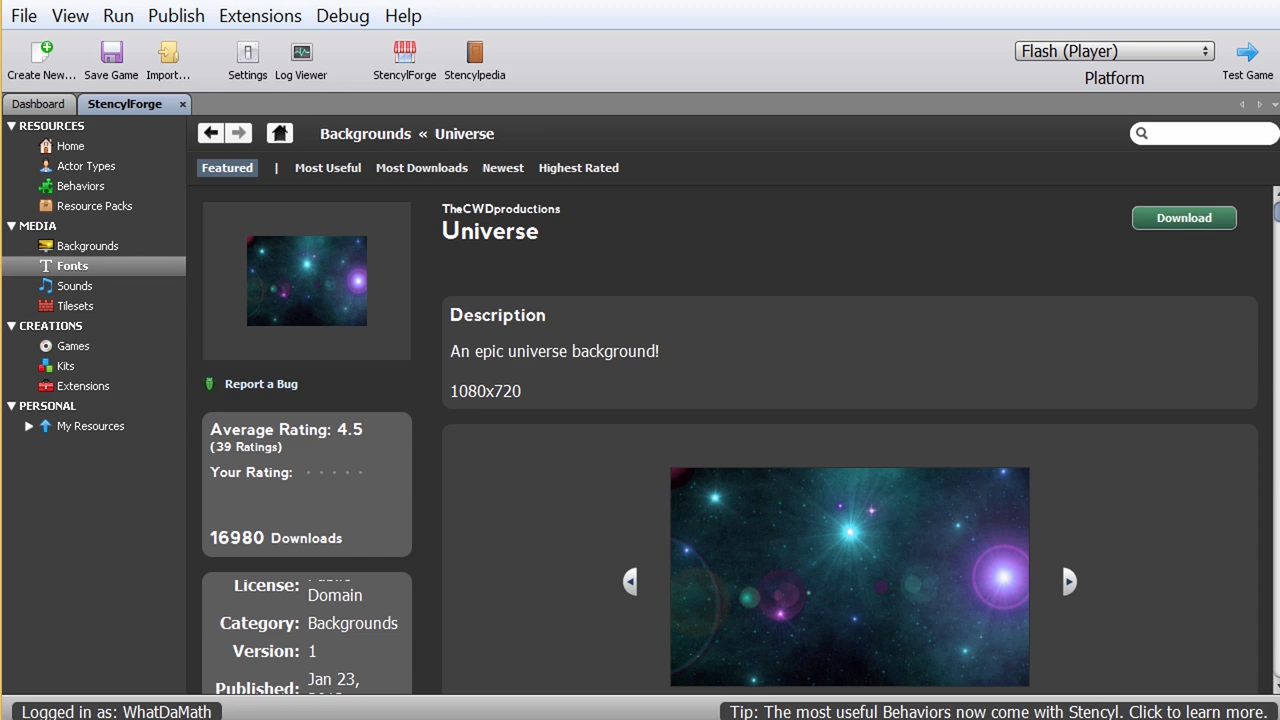 File View Run Publish Extensions Debug Help
Create New... Save Game Import... Settings Log Viewer StencylForge Stencylpedia
Flash (Player)
Platform
Test Game
Dashboard StencylForge ×
RESOURCES
Home
Actor Types
Behaviors
Resource Packs
MEDIA
Backgrounds
Fonts
Sounds
Tilesets
CREATIONS
Games
Kits
Extensions
PERSONAL
My Resources
Backgrounds « Universe
Featured | Most Useful Most Downloads Newest Highest Rated
TheCWDproductions
Universe
Download
Description
An epic universe background!
1080x720
Report a Bug
Average Rating: 4.5
(39 Ratings)
Your Rating:
16980 Downloads
License: Public
Domain
Category: Backgrounds
Version: 1
Published: Jan 23,
Logged in as: WhatDaMath
Tip: The most useful Behaviors now come with Stencyl. Click to learn more.